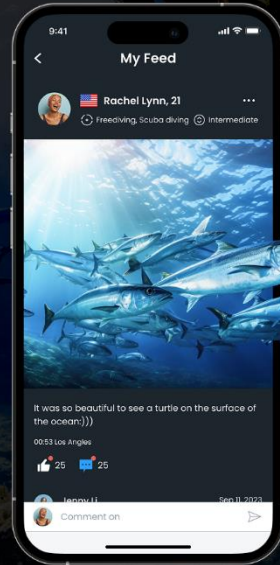 9:41
My Feed
Rachel Lynn, 21
Freediving, Scuba diving Intermediate
It was so beautiful to see a turtle on the surface of
the ocean:)))
00:53 Los Angles
25 25
Jenny Li Sep 11, 2023
Comment on